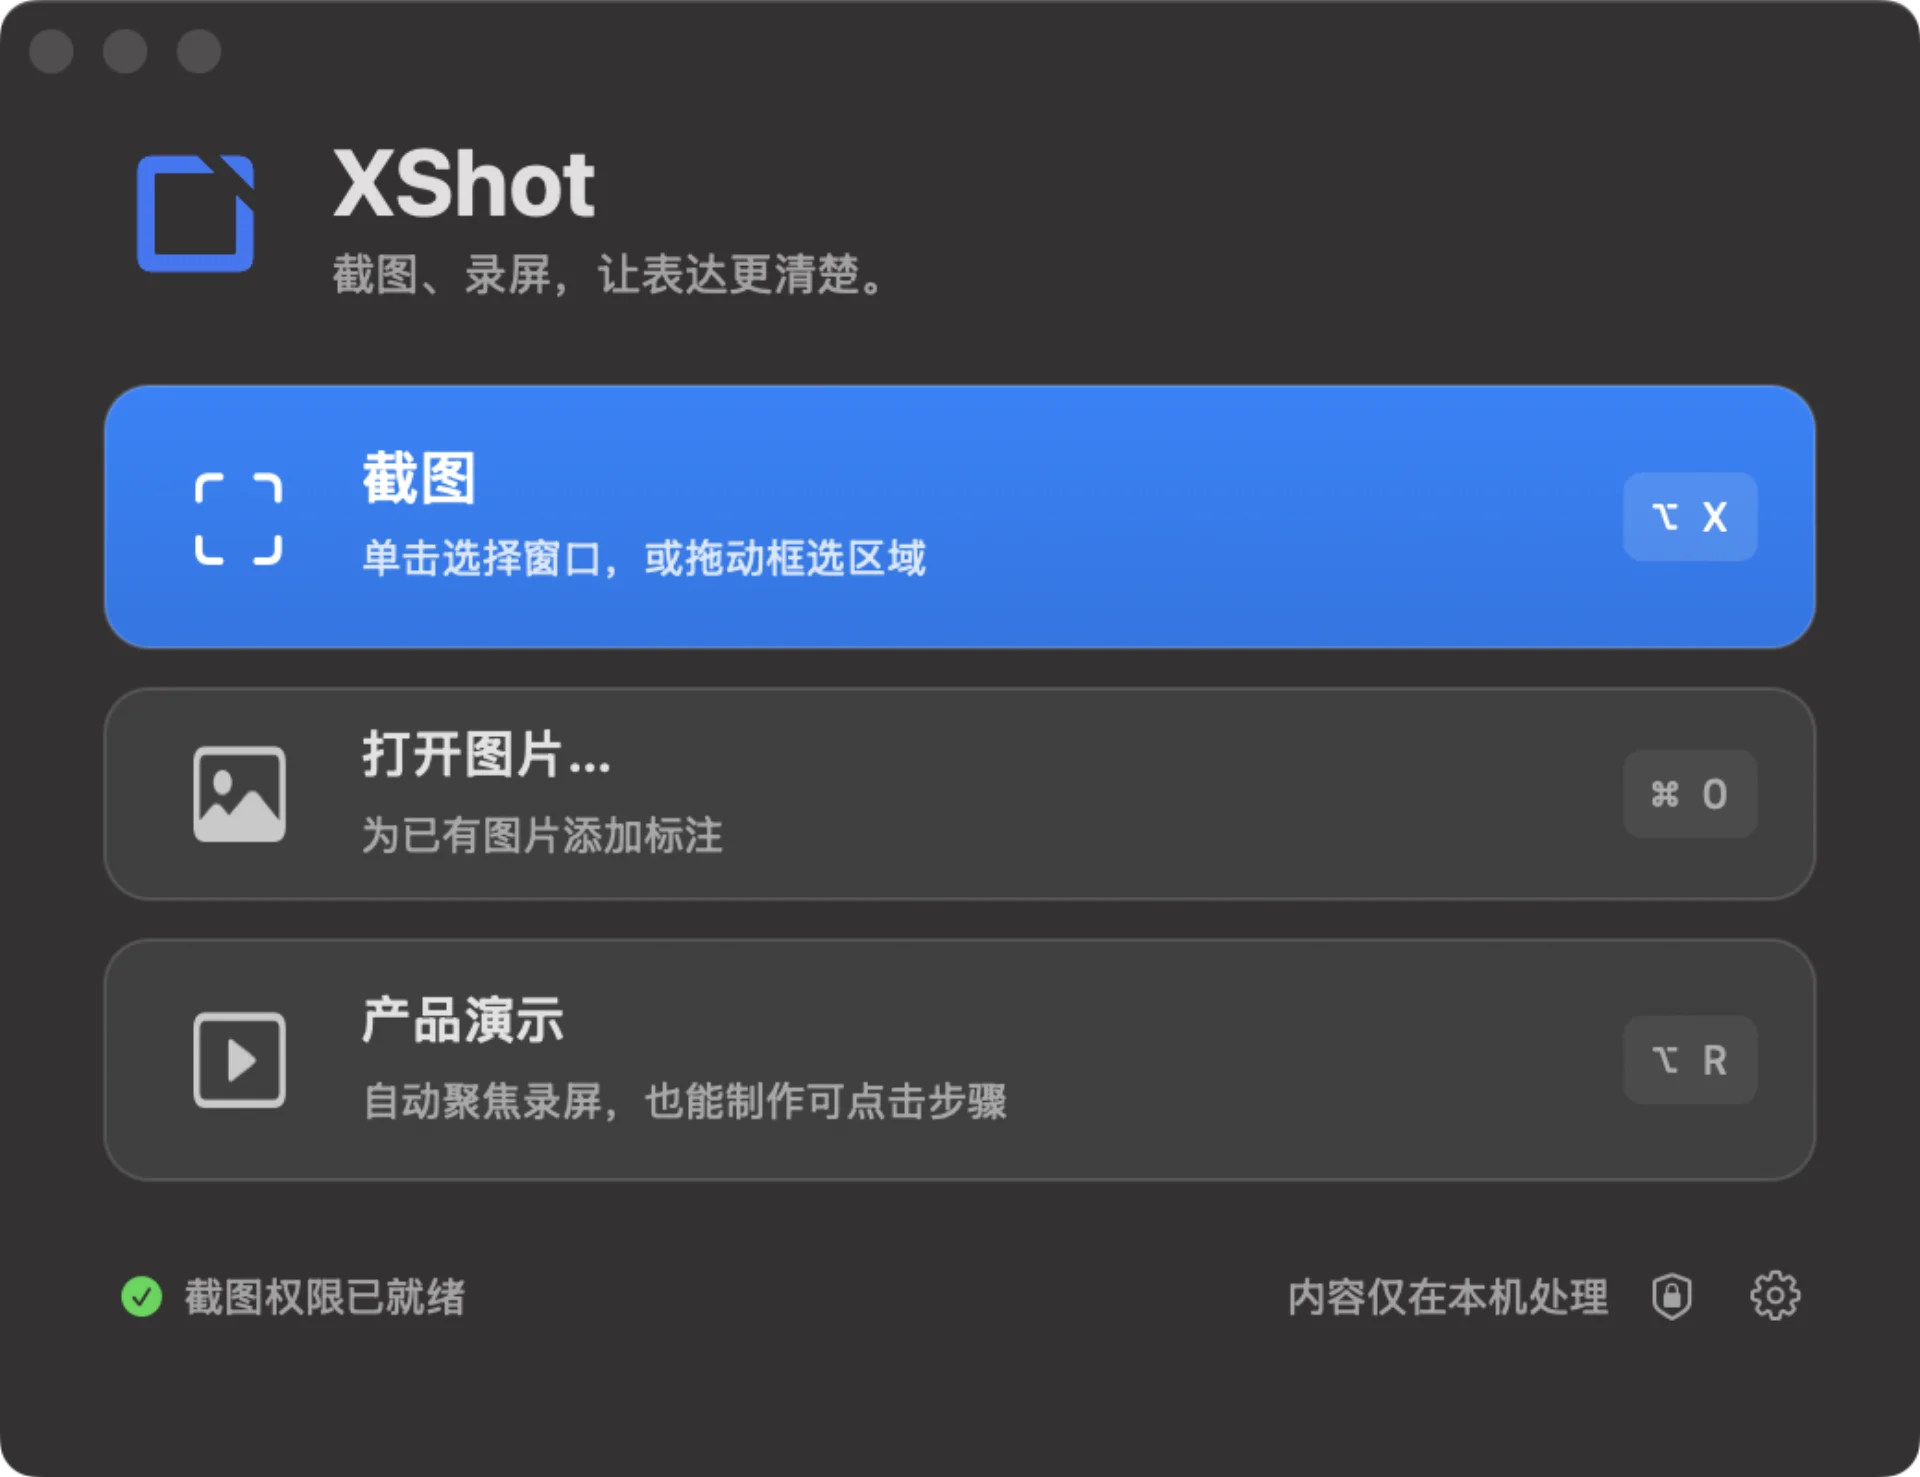 XShot
截图、录屏，让表达更清楚。
截图
单击选择窗口，或拖动框选区域
⌥ X
打开图片...
为已有图片添加标注
⌘ O
产品演示
自动聚焦录屏，也能制作可点击步骤
⌥ R
截图权限已就绪
内容仅在本机处理